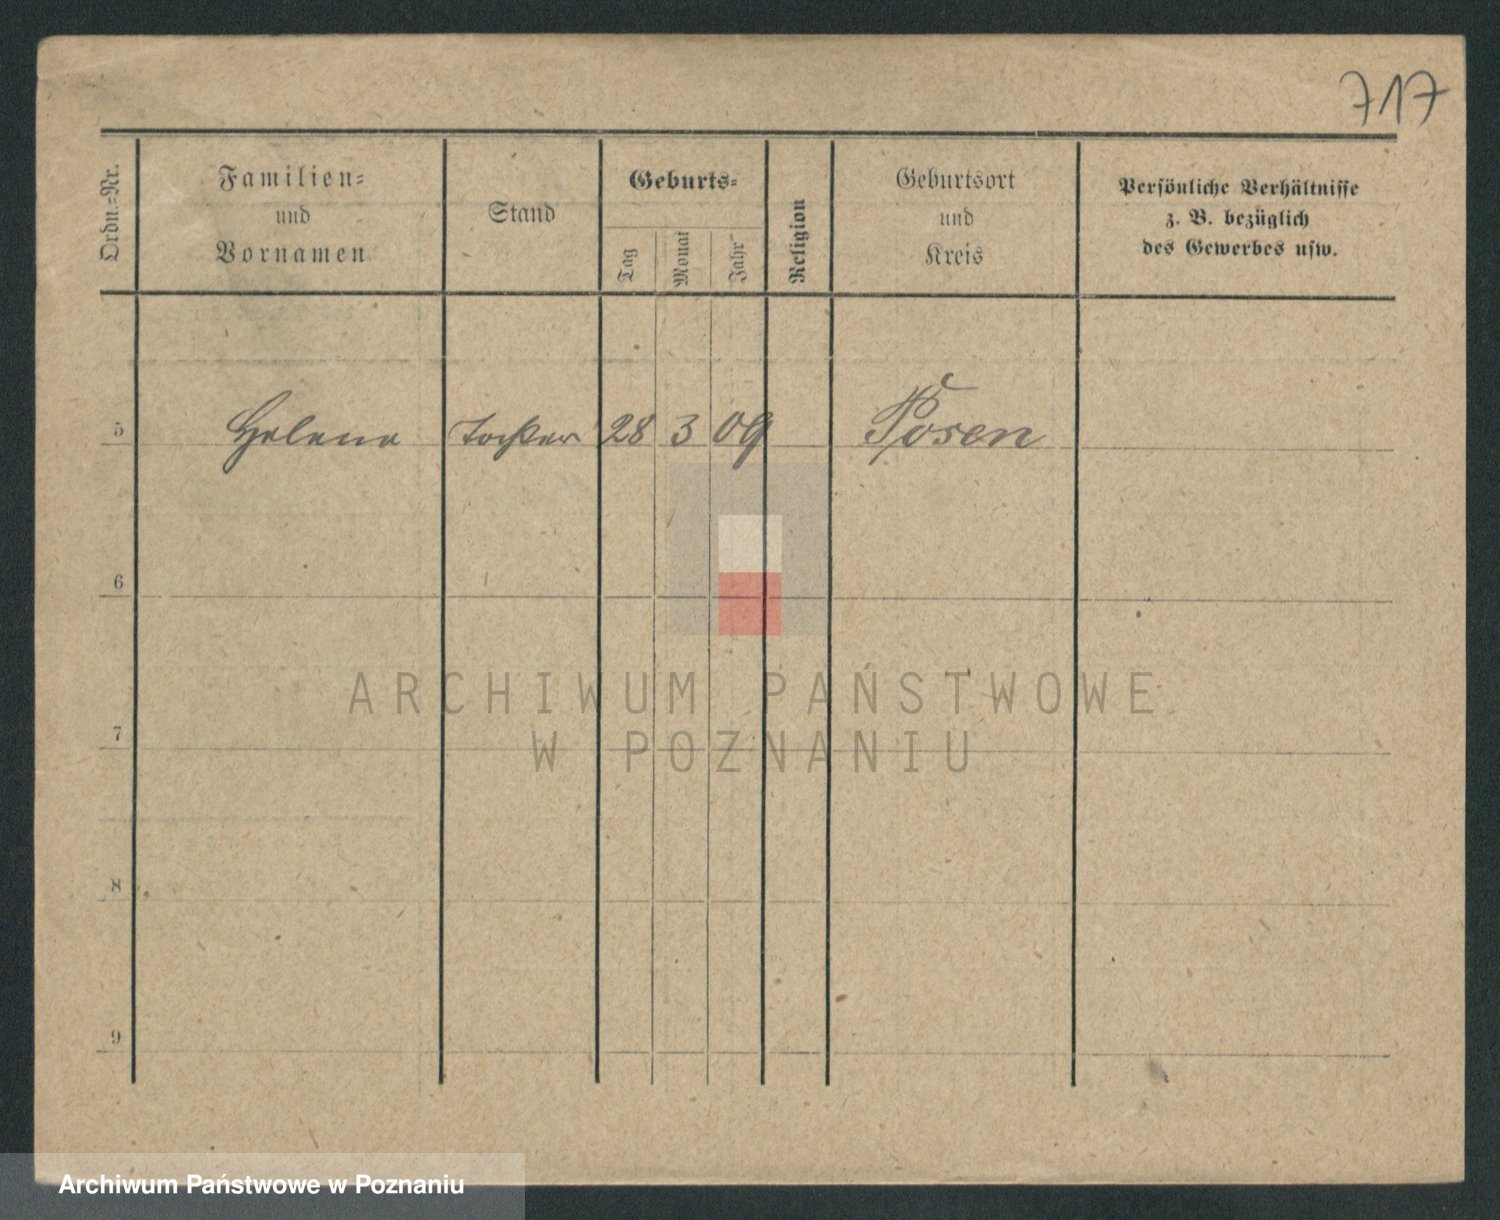 717
Ordn.-Nr.
Familien-
und
Vornamen
Stand
Geburts-
Tag
Monat
Jahr
Religion
Geburtsort
und
Kreis
Persönliche Verhältnisse
z. B. bezüglich
des Gewerbes usw.
5 Helene Tochter 28 3 09 Posen
6
7
8
9
ARCHIWUM PAŃSTWOWE
W POZNANIU
Archiwum Państwowe w Poznaniu